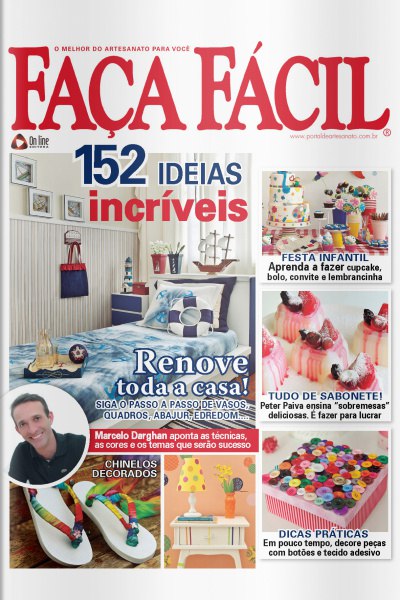 O MELHOR DO ARTESANATO PARA VOCÊ
FAÇA FÁCIL®
www.portaldeartesanato.com.br
On line
EDITORA
152 IDEIAS
incríveis
FESTA INFANTIL
Aprenda a fazer cupcake,
bolo, convite e lembrancinha
Renove
toda a casa!
SIGA O PASSO A PASSO DE VASOS,
QUADROS, ABAJUR, EDREDOM....
TUDO DE SABONETE!
Peter Paiva ensina “sobremesas”
deliciosas. É fazer para lucrar
Marcelo Darghan aponta as técnicas,
as cores e os temas que serão sucesso
CHINELOS
DECORADOS
DICAS PRÁTICAS
Em pouco tempo, decore peças
com botões e tecido adesivo